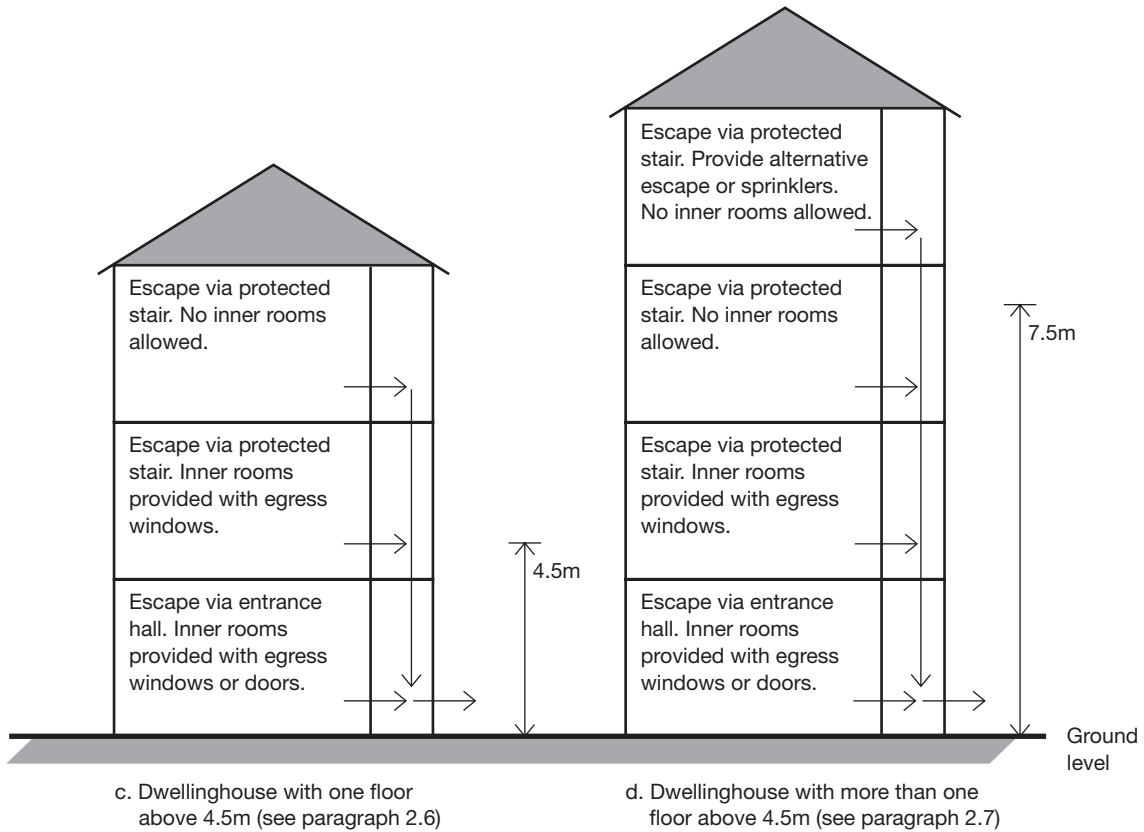 Escape via protected
stair. No inner rooms
allowed.
Escape via protected
stair. Inner rooms
provided with egress
windows.
Escape via entrance
hall. Inner rooms
provided with egress
windows or doors.
4.5m
c. Dwellinghouse with one floor
above 4.5m (see paragraph 2.6)
Escape via protected
stair. Provide alternative
escape or sprinklers.
No inner rooms allowed.
Escape via protected
stair. No inner rooms
allowed.
Escape via protected
stair. Inner rooms
provided with egress
windows.
Escape via entrance
hall. Inner rooms
provided with egress
windows or doors.
7.5m
Ground
level
d. Dwellinghouse with more than one
floor above 4.5m (see paragraph 2.7)